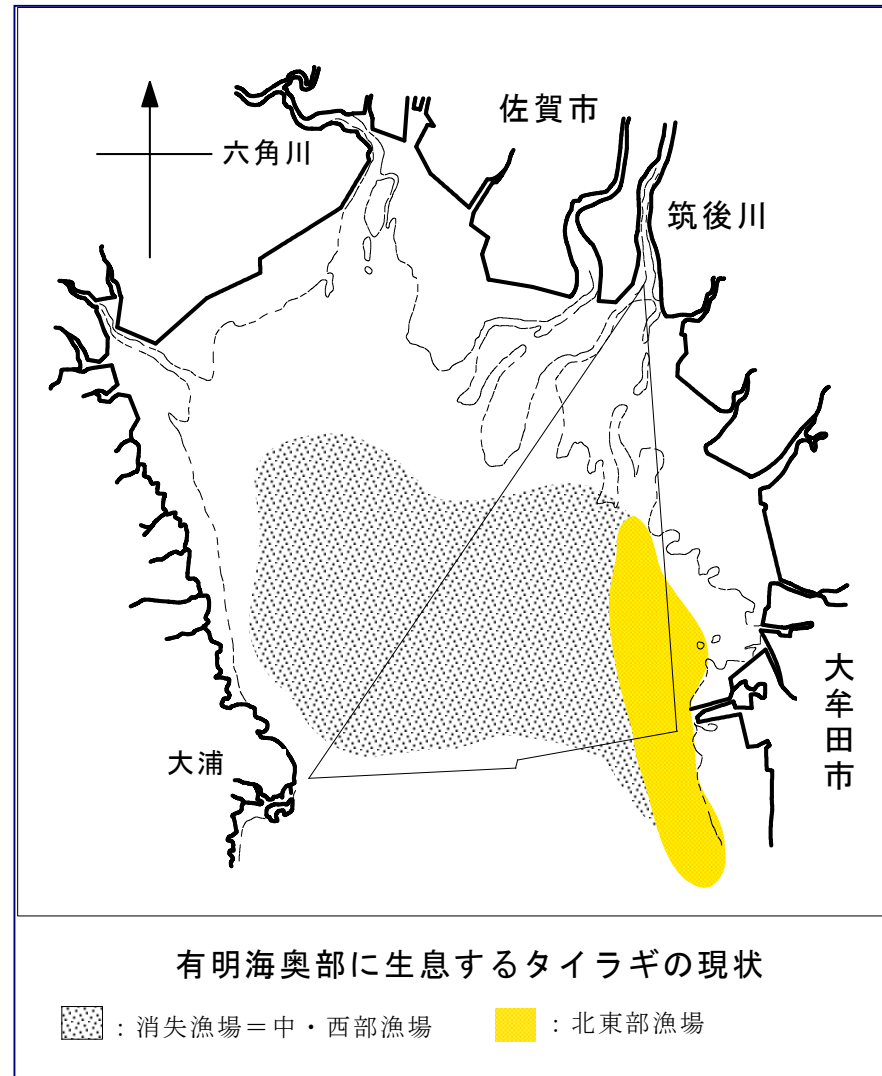 佐賀市
六角川
筑後川
大牟田市
大浦
有明海奥部に生息するタイラギの現状
：消失漁場＝中・西部漁場
：北東部漁場